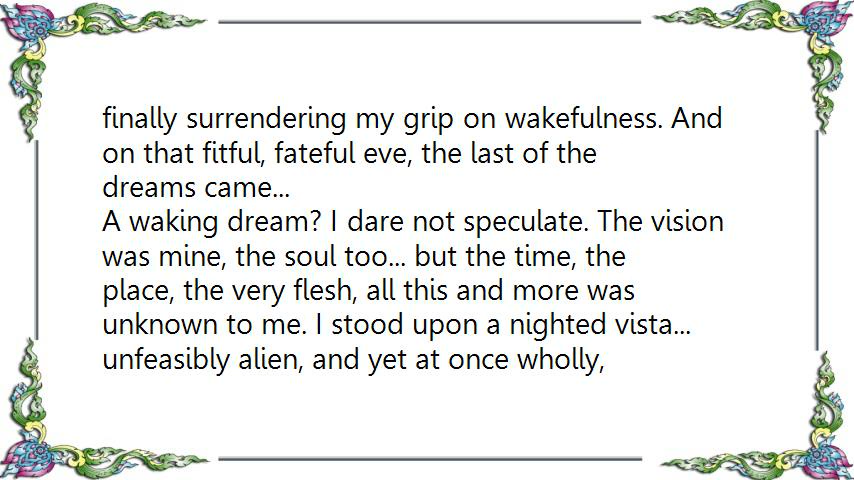 finally surrendering my grip on wakefulness. And
on that fitful, fateful eve, the last of the
dreams came...
A waking dream? I dare not speculate. The vision
was mine, the soul too... but the time, the
place, the very flesh, all this and more was
unknown to me. I stood upon a nighted vista...
unfeasibly alien, and yet at once wholly,